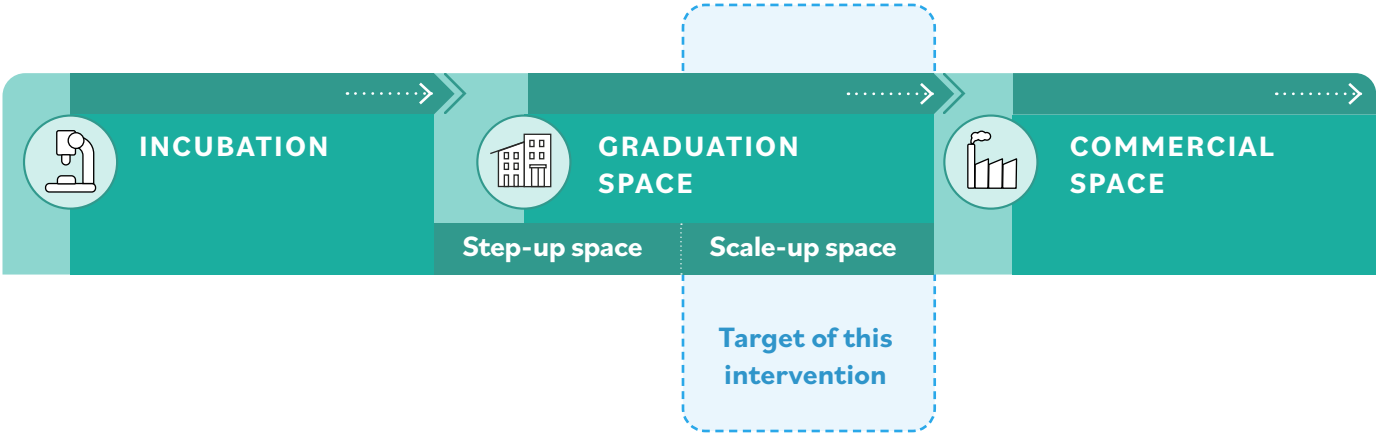 INCUBATION
GRADUATION
SPACE
COMMERCIAL
SPACE
Step-up space
Scale-up space
Target of this
intervention